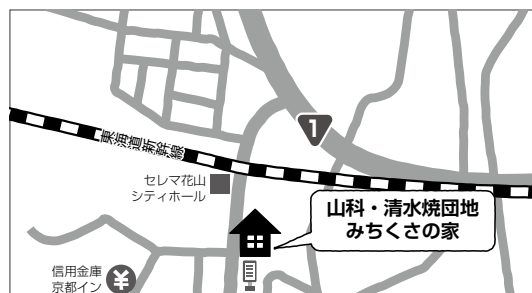 1
東海道新幹線
セレマ花山
シティホール
山科・清水焼団地
みちくさの家
信用金庫
京都イン
¥